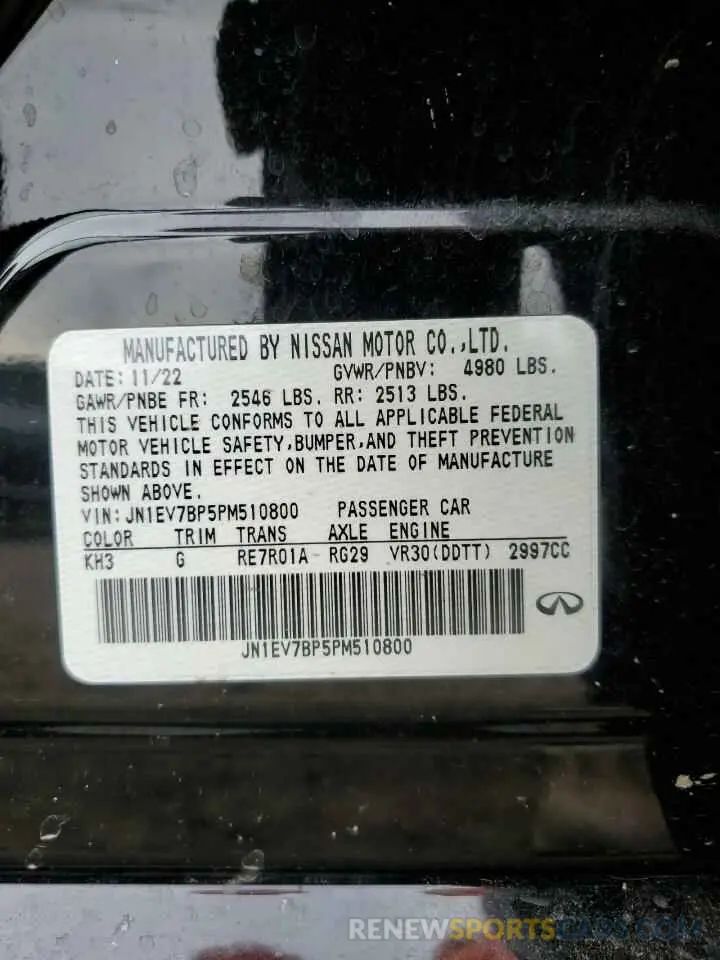 MANUFACTURED BY NISSAN MOTOR CO.,LTD.
DATE: 11/22 GVWR/PNBV: 4980 LBS.
GAWR/PNBE FR: 2546 LBS. RR: 2513 LBS.
THIS VEHICLE CONFORMS TO ALL APPLICABLE FEDERAL
MOTOR VEHICLE SAFETY,BUMPER,AND THEFT PREVENTION
STANDARDS IN EFFECT ON THE DATE OF MANUFACTURE
SHOWN ABOVE.
VIN: JN1EV7BP5PM510800 PASSENGER CAR
COLOR TRIM TRANS AXLE ENGINE
KH3 G RE7R01A RG29 VR30(DDTT) 2997CC
JN1EV7BP5PM510800
RENEWSPORTSCARS.COM